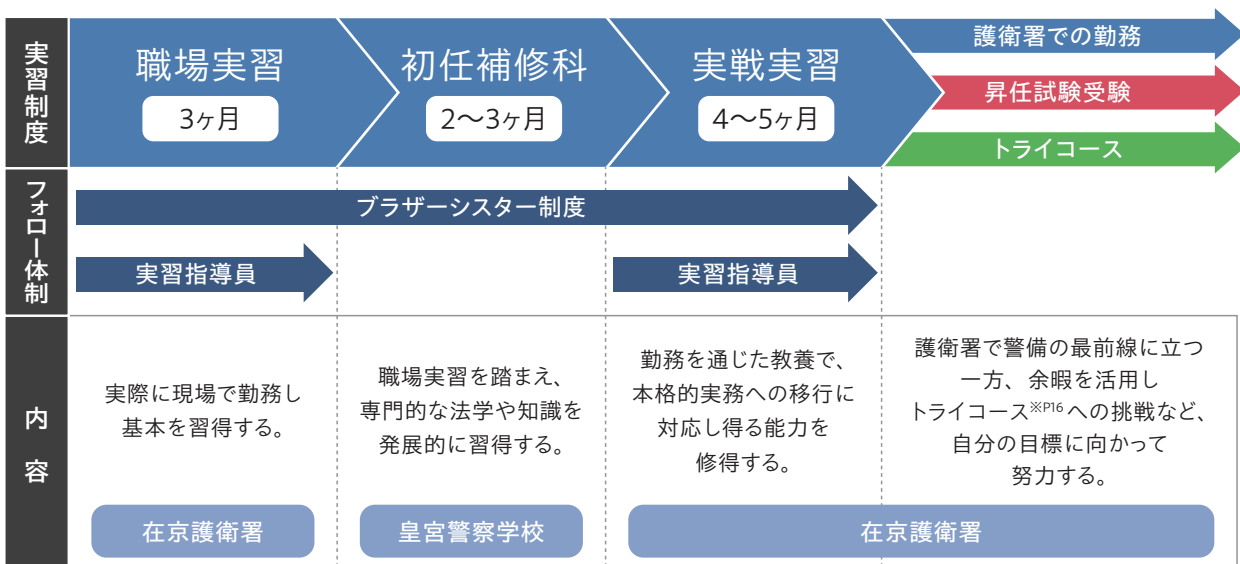 実習制度
職場実習
3ヶ月
初任補修科
2〜3ヶ月
実戦実習
4〜5ヶ月
護衛署での勤務
昇任試験受験
トライコース
フォロー体制
ブラザーシスター制度
実習指導員
実習指導員
内容
実際に現場で勤務し
基本を習得する。
在京護衛署
職場実習を踏まえ、
専門的な法学や知識を
発展的に習得する。
皇宮警察学校
勤務を通じた教養で、
本格的実務への移行に
対応し得る能力を
修得する。
護衛署で警備の最前線に立つ
一方、余暇を活用し
トライコース※P16への挑戦など、
自分の目標に向かって
努力する。
在京護衛署